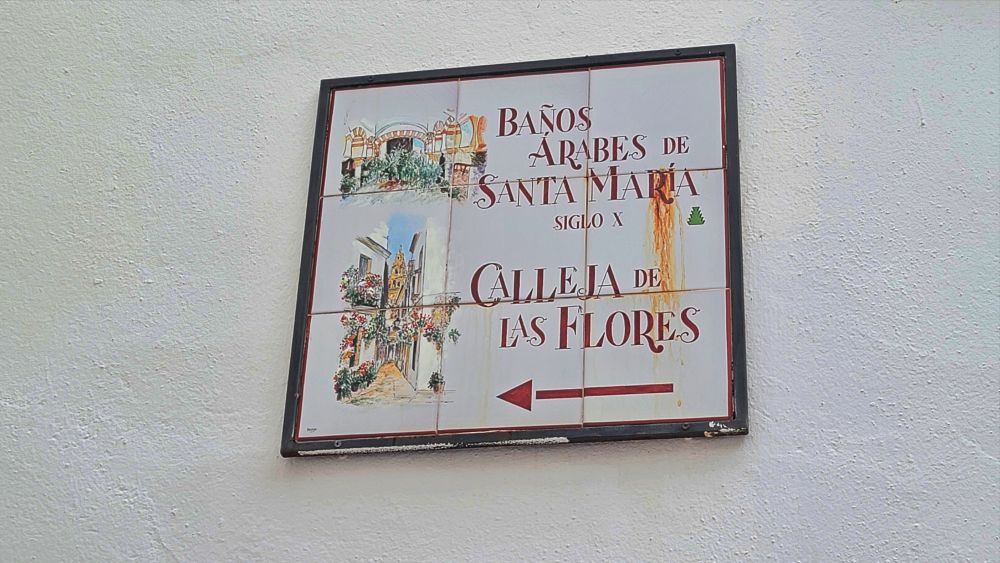 BAÑOS
ÁRABES DE
SANTA MARÍA
SIGLO X
CALLEJA DE
LAS FLORES